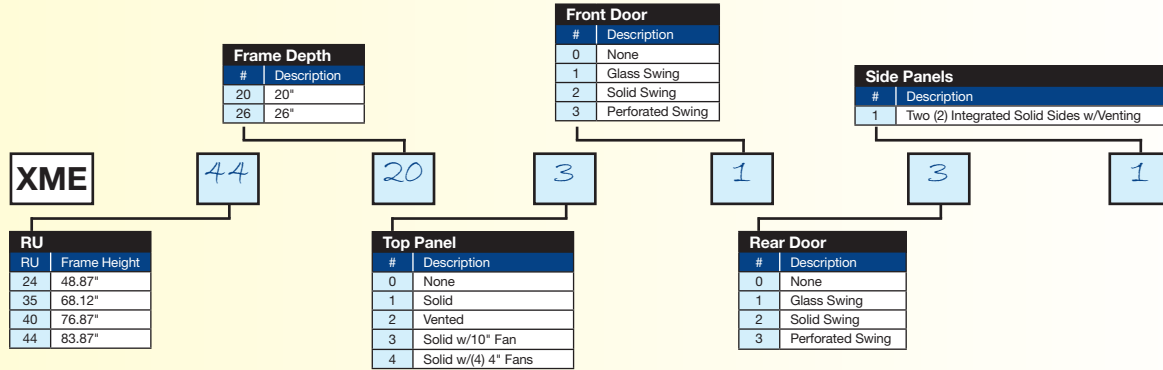 Front Door
# Description
0 None
1 Glass Swing
2 Solid Swing
3 Perforated Swing
Frame Depth
# Description
20 20"
26 26"
Side Panels
# Description
1 Two (2) Integrated Solid Sides w/Venting
XME 44 20 3 1 3 1
RU
RU Frame Height
24 48.87"
35 68.12"
40 76.87"
44 83.87"
Top Panel
# Description
0 None
1 Solid
2 Vented
3 Solid w/10" Fan
4 Solid w/(4) 4" Fans
Rear Door
# Description
0 None
1 Glass Swing
2 Solid Swing
3 Perforated Swing